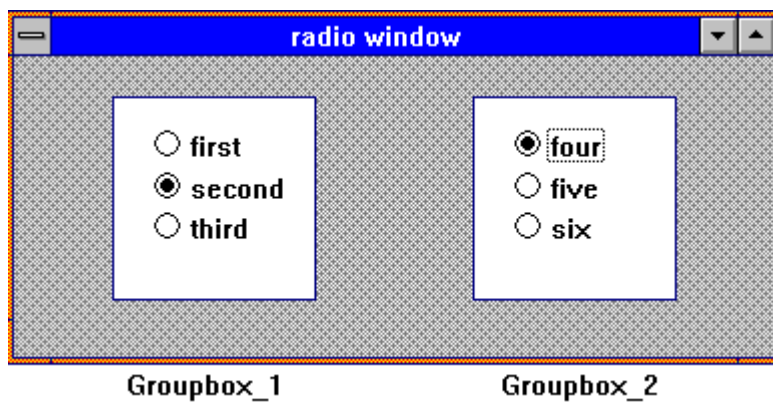 radio window
first
second
third
four
five
six
Groupbox_1
Groupbox_2